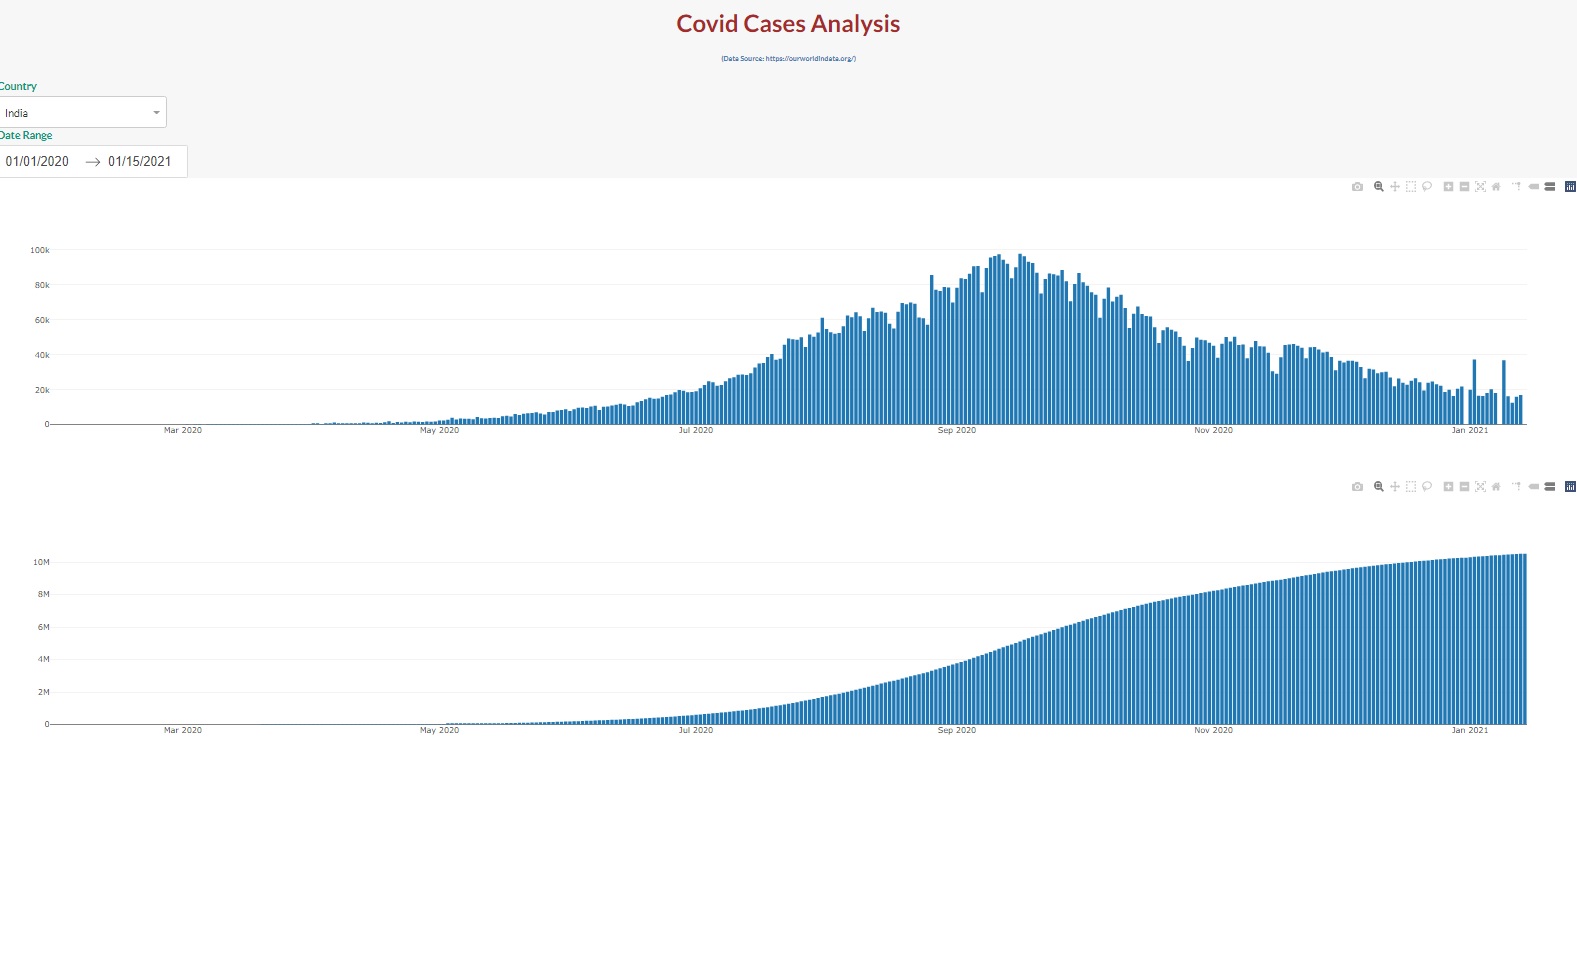 Covid Cases Analysis
(Data Source: https://ourworldindata.org/)
Country
India
Date Range
01/01/2020 → 01/15/2021
100k
80k
60k
40k
20k
0
Mar 2020 May 2020 Jul 2020 Sep 2020 Nov 2020 Jan 2021
10M
8M
6M
4M
2M
0
Mar 2020 May 2020 Jul 2020 Sep 2020 Nov 2020 Jan 2021